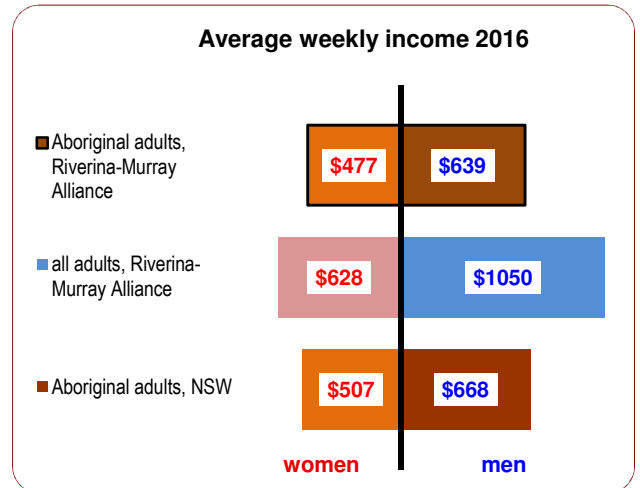 Average weekly income 2016
Aboriginal adults,
Riverina-Murray
Alliance
$477
$639
all adults, Riverina-
Murray Alliance
$628
$1050
Aboriginal adults, NSW
$507
$668
women
men